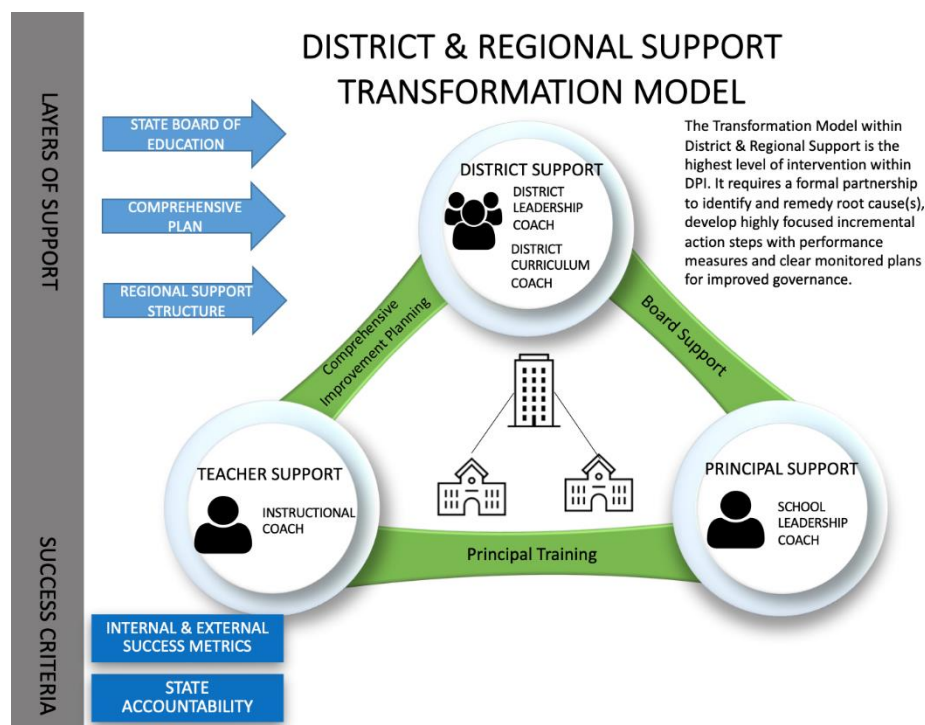 DISTRICT & REGIONAL SUPPORT
TRANSFORMATION MODEL
LAYERS OF SUPPORT
STATE BOARD OF
EDUCATION
COMPREHENSIVE
PLAN
REGIONAL SUPPORT
STRUCTURE
The Transformation Model within
District & Regional Support is the
highest level of intervention within
DPI. It requires a formal partnership
to identify and remedy root cause(s),
develop highly focused incremental
action steps with performance
measures and clear monitored plans
for improved governance.
DISTRICT SUPPORT
DISTRICT
LEADERSHIP
COACH
DISTRICT
CURRICULUM
COACH
Comprehensive
Improvement Planning
Board Support
TEACHER SUPPORT
INSTRUCTIONAL
COACH
PRINCIPAL SUPPORT
SCHOOL
LEADERSHIP
COACH
Principal Training
SUCCESS CRITERIA
INTERNAL & EXTERNAL
SUCCESS METRICS
STATE
ACCOUNTABILITY